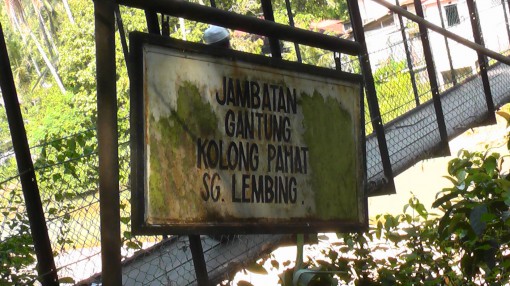 JAMBATAN
GANTUNG
KOLONG PAHAT
SG. LEMBING.